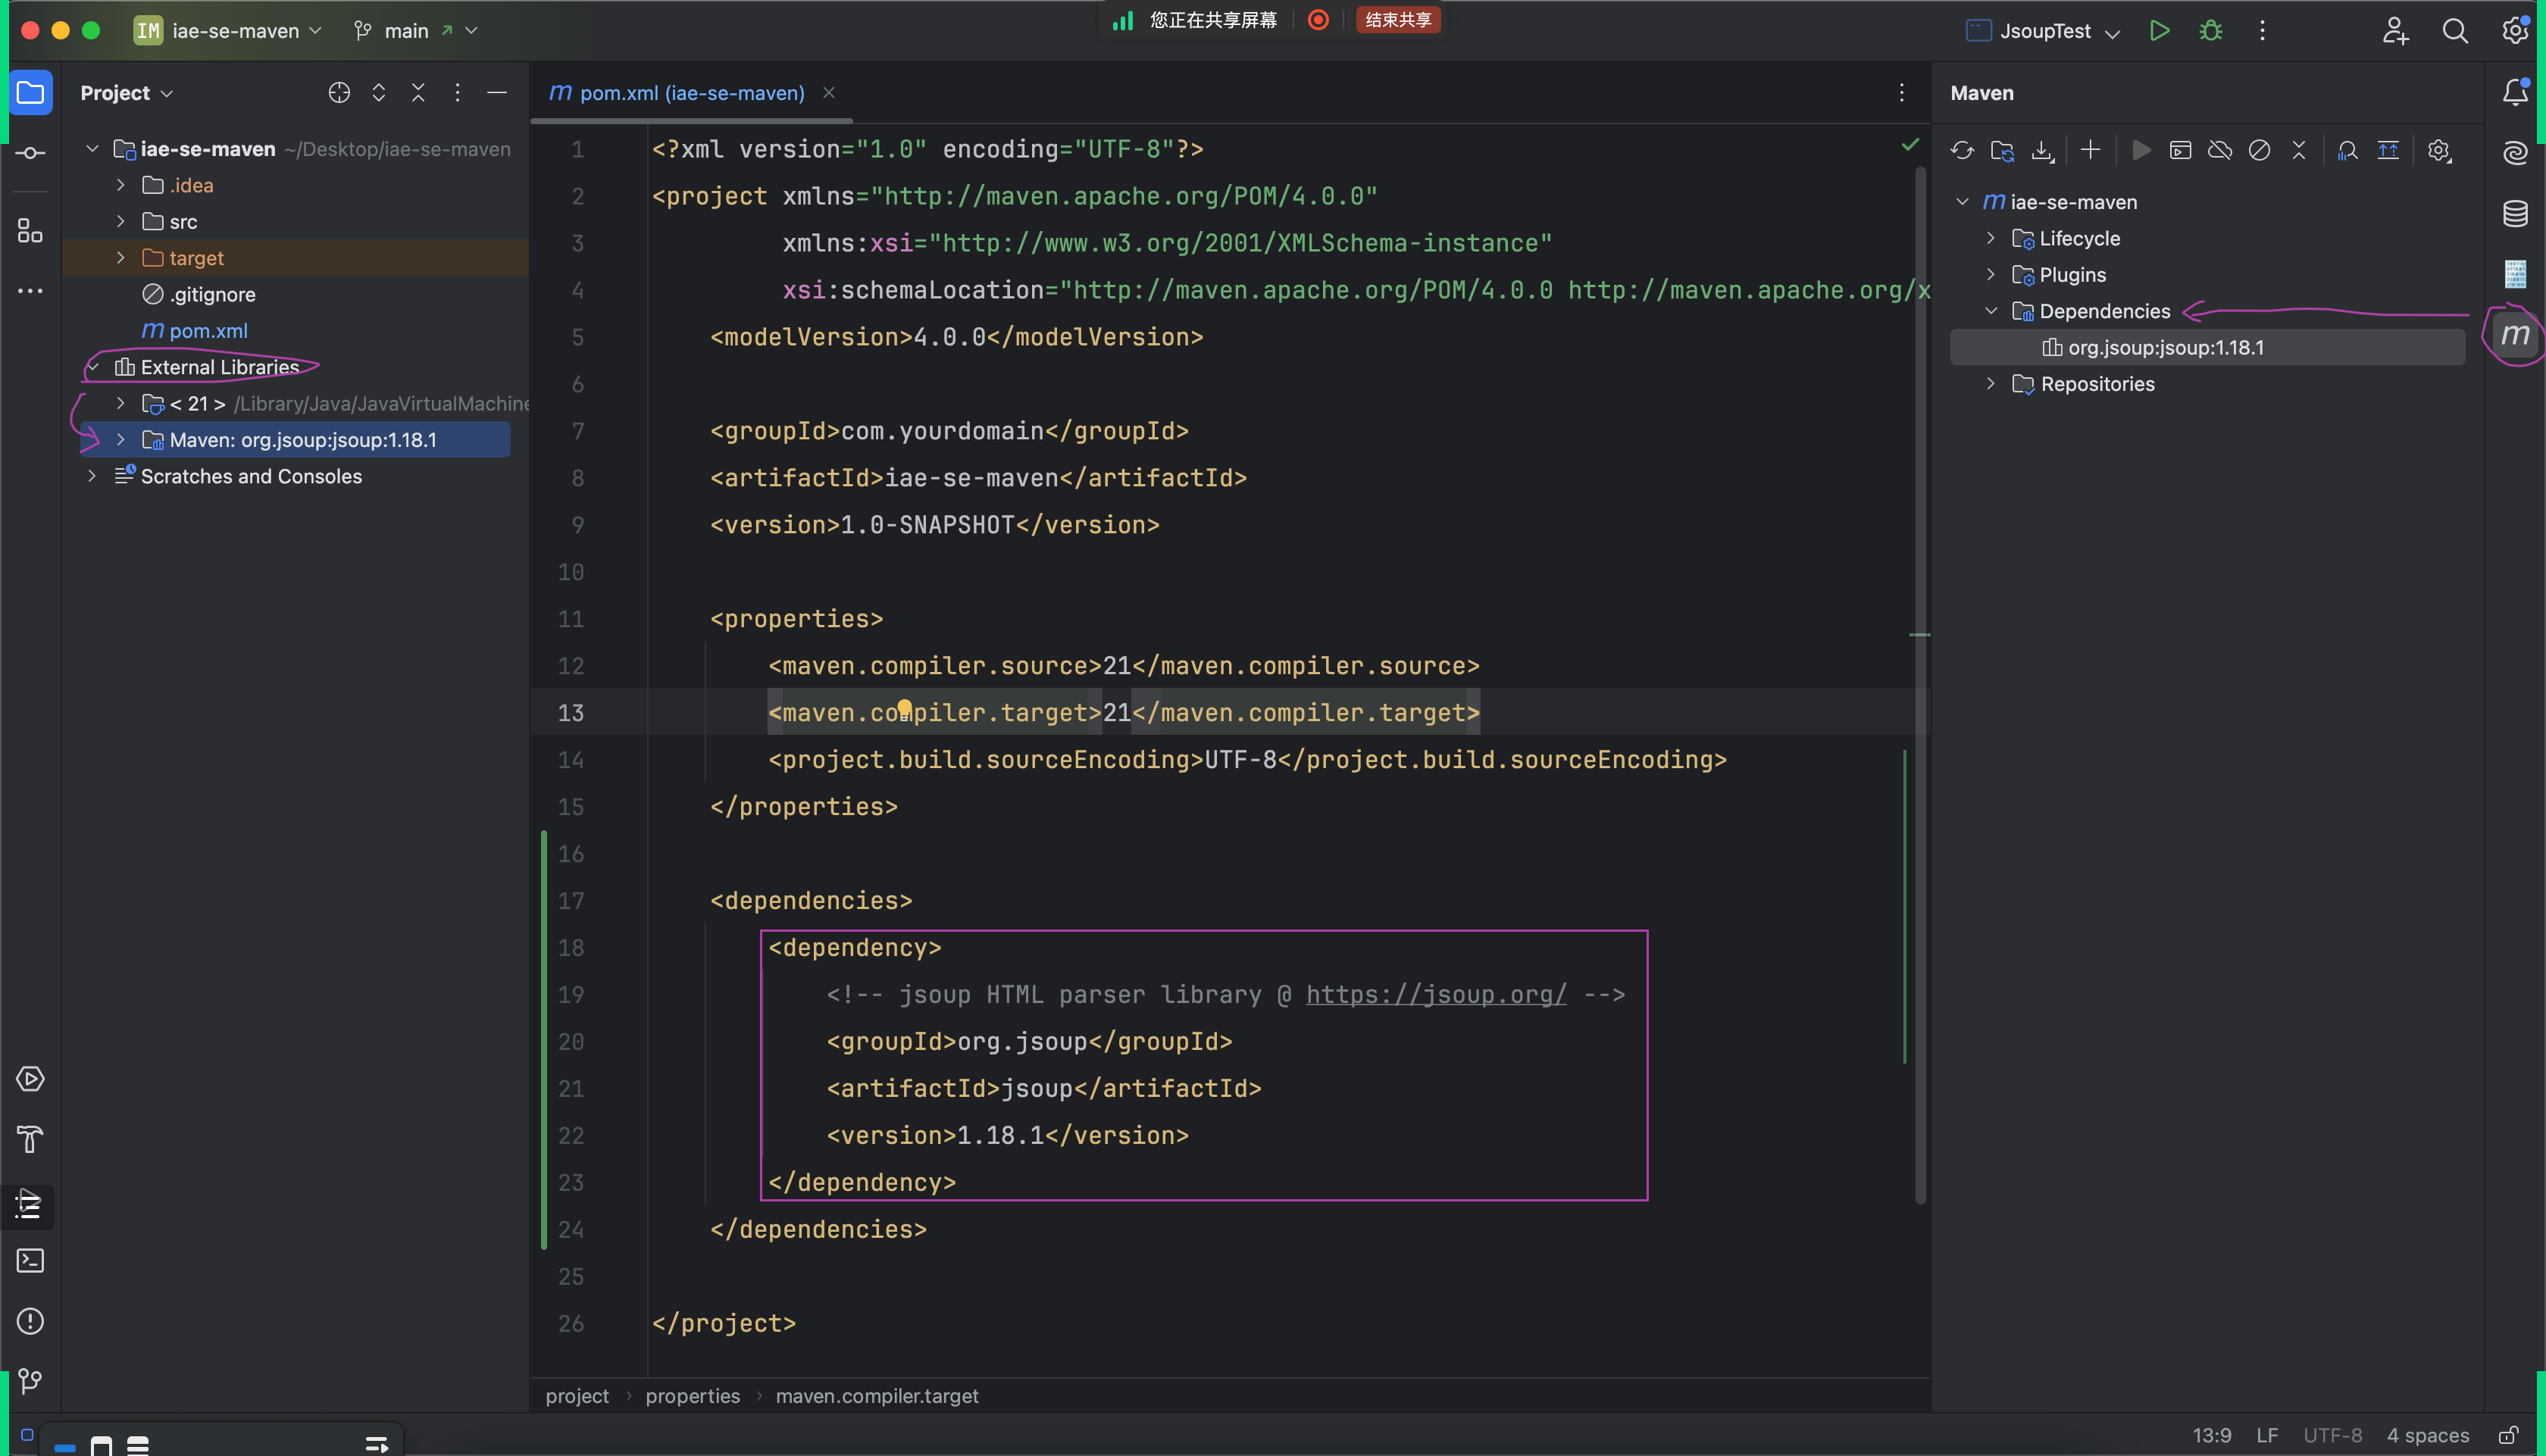 IM iae-se-maven
main
您正在共享屏幕
结束共享
JsoupTest
Project
iae-se-maven ~/Desktop/iae-se-maven
.idea
src
target
.gitignore
m pom.xml
External Libraries
< 21 > /Library/Java/JavaVirtualMachine
Maven: org.jsoup:jsoup:1.18.1
Scratches and Consoles
m pom.xml (iae-se-maven)
1 <?xml version="1.0" encoding="UTF-8"?>
2 <project xmlns="http://maven.apache.org/POM/4.0.0"
3 xmlns:xsi="http://www.w3.org/2001/XMLSchema-instance"
4 xsi:schemaLocation="http://maven.apache.org/POM/4.0.0 http://maven.apache.org/x
5 <modelVersion>4.0.0</modelVersion>
6
7 <groupId>com.yourdomain</groupId>
8 <artifactId>iae-se-maven</artifactId>
9 <version>1.0-SNAPSHOT</version>
10
11 <properties>
12 <maven.compiler.source>21</maven.compiler.source>
13 <maven.compiler.target>21</maven.compiler.target>
14 <project.build.sourceEncoding>UTF-8</project.build.sourceEncoding>
15 </properties>
16
17 <dependencies>
18 <dependency>
19 <!-- jsoup HTML parser library @ https://jsoup.org/ -->
20 <groupId>org.jsoup</groupId>
21 <artifactId>jsoup</artifactId>
22 <version>1.18.1</version>
23 </dependency>
24 </dependencies>
25
26 </project>
project > properties > maven.compiler.target
Maven
m iae-se-maven
Lifecycle
Plugins
Dependencies
org.jsoup:jsoup:1.18.1
Repositories
m
13:9 LF UTF-8 4 spaces